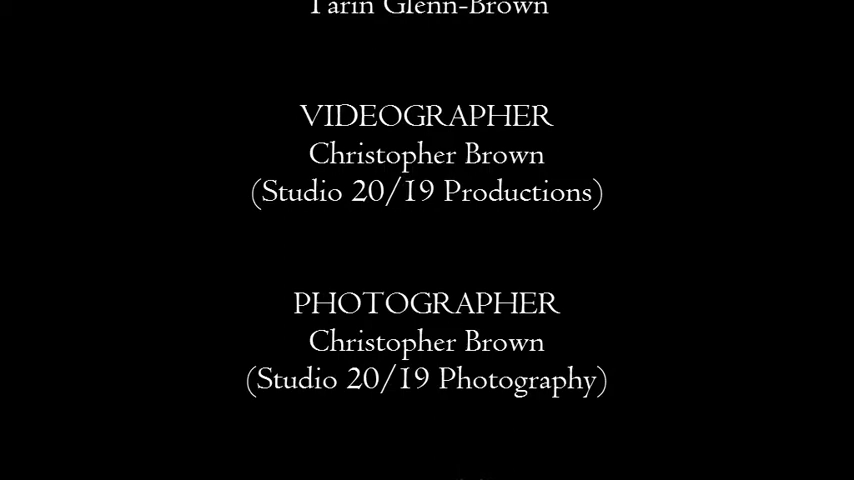 Tarin Glenn-Brown
VIDEOGRAPHER
Christopher Brown
(Studio 20/19 Productions)
PHOTOGRAPHER
Christopher Brown
(Studio 20/19 Photography)